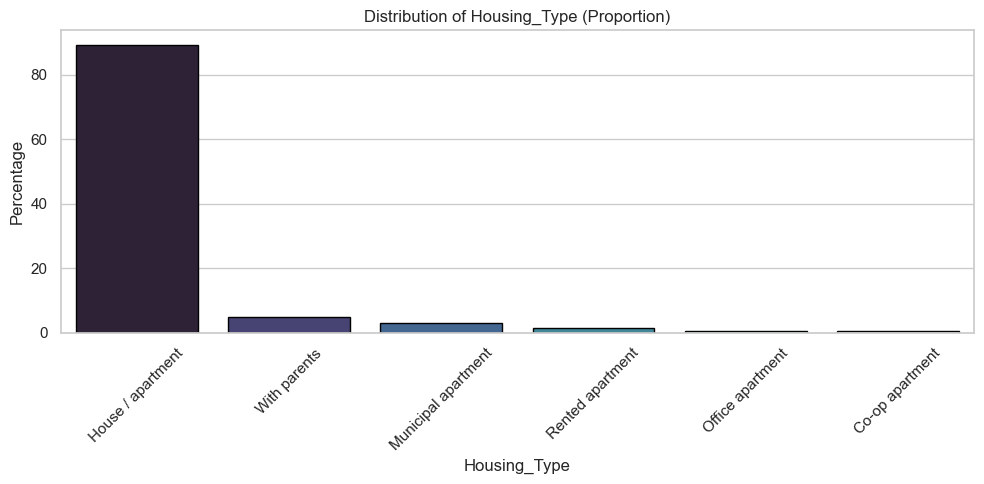 Distribution of Housing_Type (Proportion)
Percentage
80
60
40
20
0
House / apartment
With parents
Municipal apartment
Rented apartment
Office apartment
Co-op apartment
Housing_Type